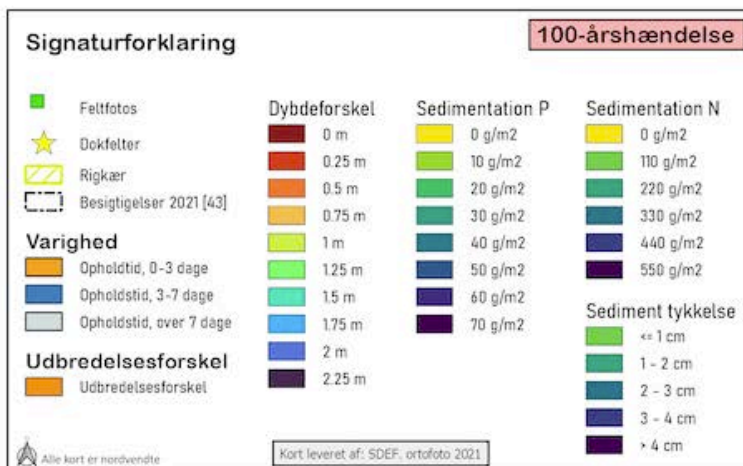 Signaturforklaring
100-årshændelse
Feltfotos
Dokfelter
Rigkær
Besigtigelser 2021 [43]
Varighed
Opholdtid, 0-3 dage
Opholdstid, 3-7 dage
Opholdstid, over 7 dage
Udbredelsesforskel
Udbredelsesforskel
Dybdeforskel
0 m
0.25 m
0.5 m
0.75 m
1 m
1.25 m
1.5 m
1.75 m
2 m
2.25 m
Sedimentation P
0 g/m2
10 g/m2
20 g/m2
30 g/m2
40 g/m2
50 g/m2
60 g/m2
70 g/m2
Sedimentation N
0 g/m2
110 g/m2
220 g/m2
330 g/m2
440 g/m2
550 g/m2
Sediment tykkelse
<= 1 cm
1 - 2 cm
2 - 3 cm
3 - 4 cm
> 4 cm
Alle kort er nordvendte
Kort leveret af: SDEF, ortofoto 2021